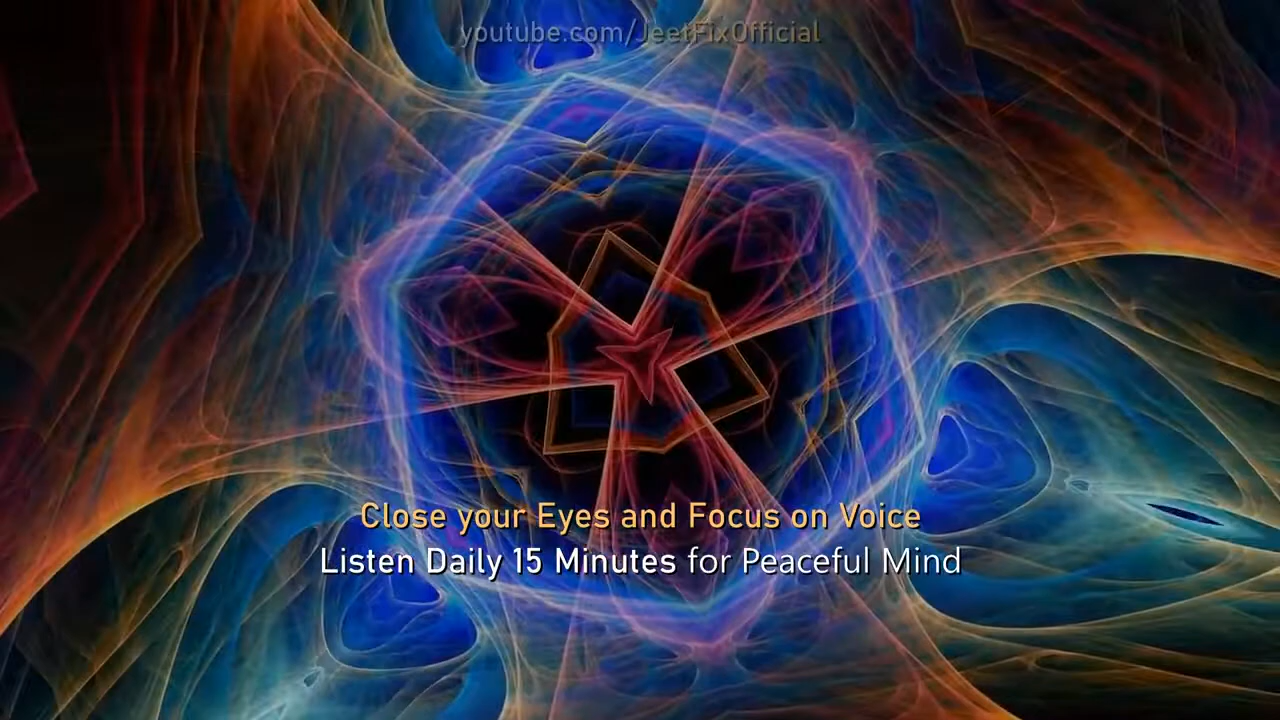 youtube.com/JeetFixOfficial
Close your Eyes and Focus on Voice
Listen Daily 15 Minutes for Peaceful Mind